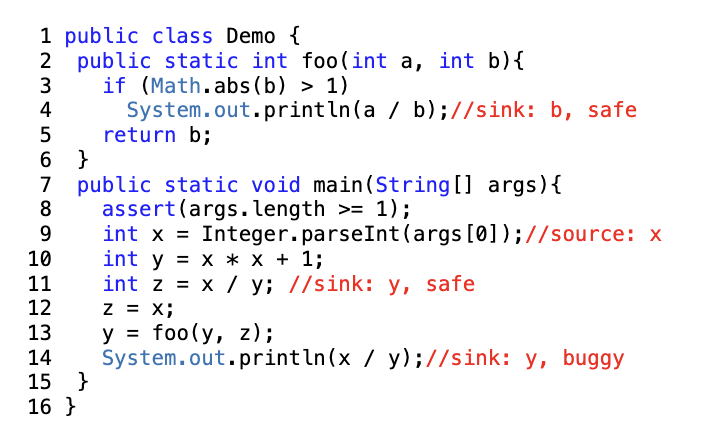 1 public class Demo {
2 public static int foo(int a, int b){
3 if (Math.abs(b) > 1)
4 System.out.println(a / b);//sink: b, safe
5 return b;
6 }
7 public static void main(String[] args){
8 assert(args.length >= 1);
9 int x = Integer.parseInt(args[0]);//source: x
10 int y = x * x + 1;
11 int z = x / y; //sink: y, safe
12 z = x;
13 y = foo(y, z);
14 System.out.println(x / y);//sink: y, buggy
15 }
16 }